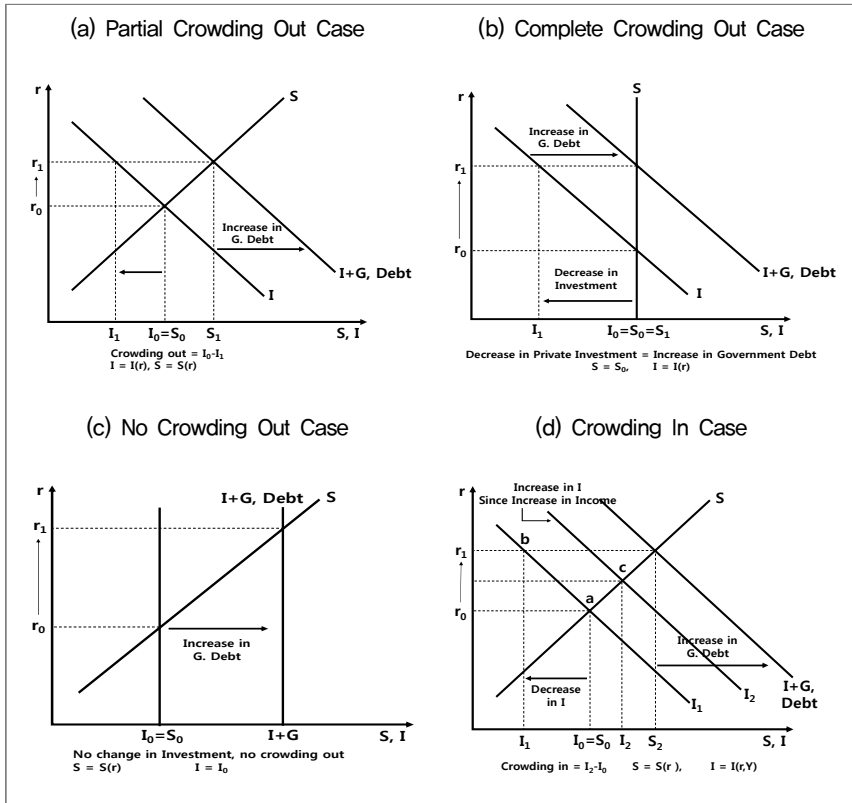 (a) Partial Crowding Out Case
r
S
r1
r0
Increase in
G. Debt
I+G, Debt
I
I1
I0=S0
S1
S, I
Crowding out = I0-I1
I = I(r), S = S(r)
(b) Complete Crowding Out Case
r
S
Increase in
G. Debt
r1
r0
Decrease in
Investment
I+G, Debt
I
I1
I0=S0=S1
S, I
Decrease in Private Investment = Increase in Government Debt
S = S0, I = I(r)
(c) No Crowding Out Case
r
I+G, Debt
S
r1
r0
Increase in
G. Debt
I0=S0
I+G
S, I
No change in Investment, no crowding out
S = S(r) I = I0
(d) Crowding In Case
Increase in I
Since Increase in Income
r
S
b
r1
c
a
r0
Increase in
G. Debt
Decrease
in I
I1
I2
I+G,
Debt
I1
I0=S0
I2
S2
S, I
Crowding in = I2-I0 S = S(r ), I = I(r,Y)